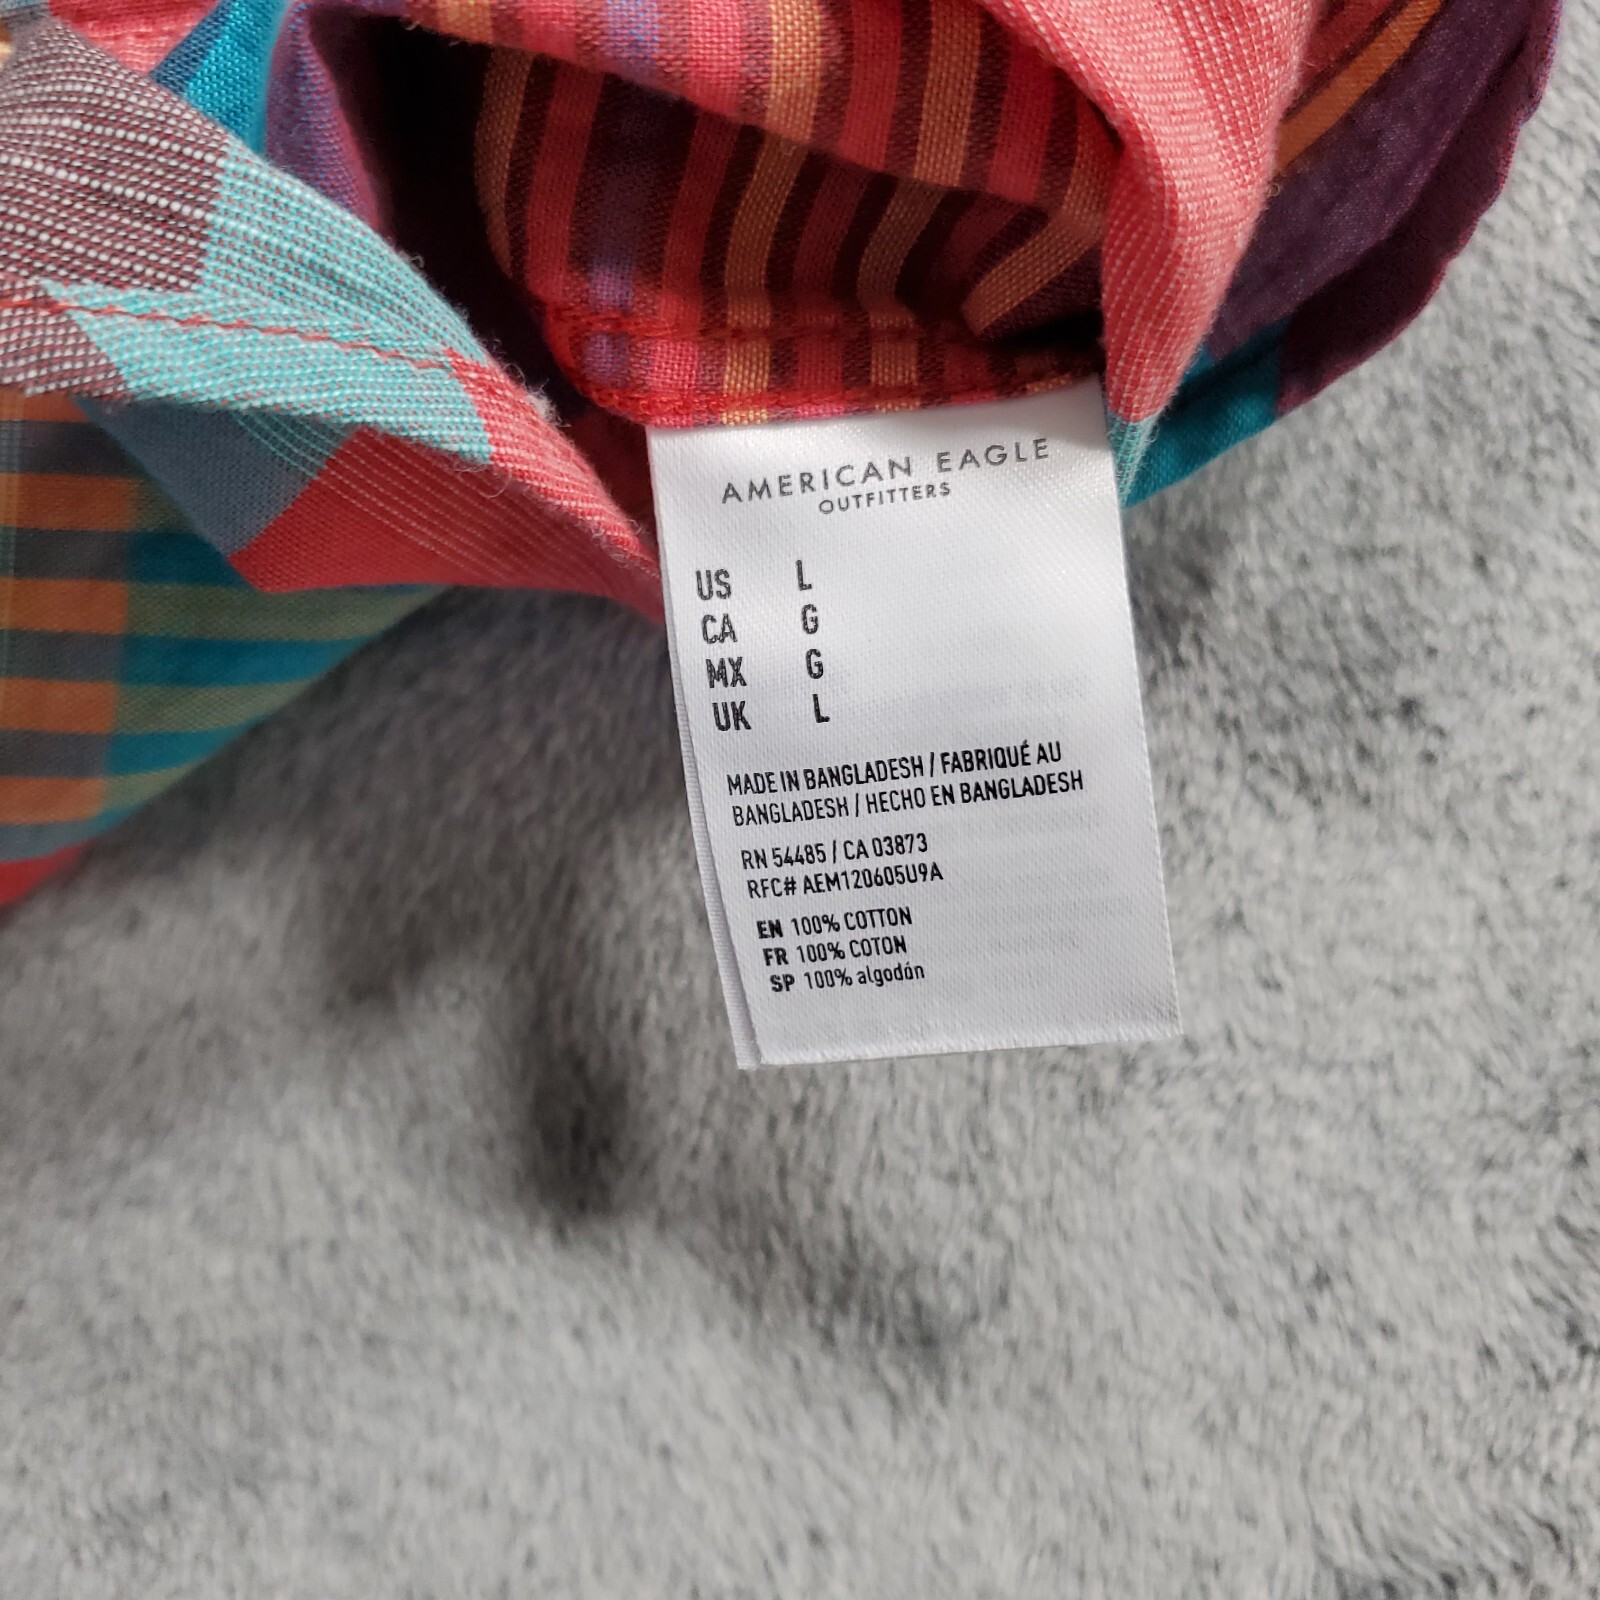 AMERICAN EAGLE
OUTFITTERS
US L
CA G
MX G
UK L
MADE IN BANGLADESH / FABRIQUÉ AU
BANGLADESH / HECHO EN BANGLADESH
RN 54485 / CA 03873
RFC# AEM120605U9A
EN 100% COTTON
FR 100% COTON
SP 100% algodón